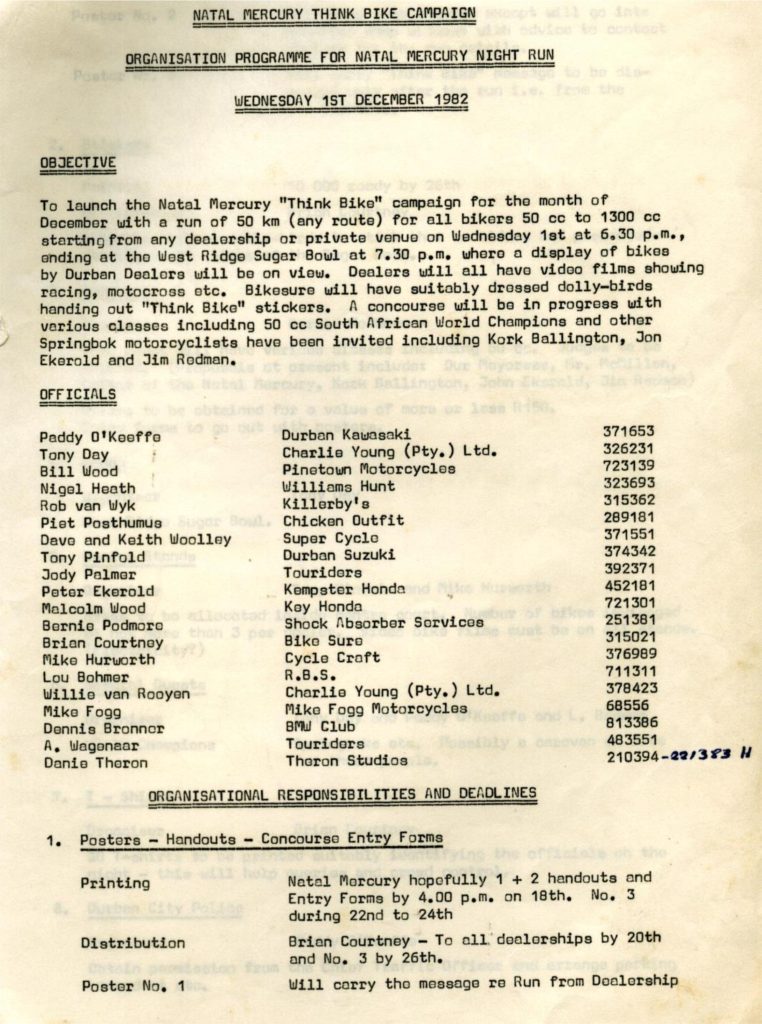 NATAL MERCURY THINK BIKE CAMPAIGN
ORGANISATION PROGRAMME FOR NATAL MERCURY NIGHT RUN
WEDNESDAY 1ST DECEMBER 1982
OBJECTIVE
To launch the Natal Mercury "Think Bike" campaign for the month of
December with a run of 50 km (any route) for all bikers 50 cc to 1300 cc
starting from any dealership or private venue on Wednesday 1st at 6.30 p.m.,
ending at the West Ridge Sugar Bowl at 7.30 p.m. where a display of bikes
by Durban Dealers will be on view. Dealers will all have video films showing
racing, motocross etc. Bikesure will have suitably dressed dolly-birds
handing out "Think Bike" stickers. A concourse will be in progress with
various classes including 50 cc South African World Champions and other
Springbok motorcyclists have been invited including Kork Ballington, Jon
Ekerold and Jim Redman.
OFFICIALS
Paddy O'Keeffe Durban Kawasaki 371653
Tony Day Charlie Young (Pty.) Ltd. 326231
Bill Wood Pinetown Motorcycles 723139
Nigel Heath Williams Hunt 323693
Rob van Wyk Killerby's 315362
Piet Posthumus Chicken Outfit 289181
Dave and Keith Woolley Super Cycle 371551
Tony Pinfold Durban Suzuki 374342
Jody Palmer Touriders 392371
Peter Ekerold Kempster Honda 452181
Malcolm Wood Key Honda 721301
Bernie Podmore Shock Absorber Services 251381
Brian Courtney Bike Sure 315021
Mike Hurworth Cycle Craft 376989
Lou Bohmer R.B.S. 711311
Willie van Rooyen Charlie Young (Pty.) Ltd. 378423
Mike Fogg Mike Fogg Motorcycles 68556
Dennis Bronner BMW Club 813386
A. Wagenaar Touriders 483551
Danie Theron Theron Studios 210394-221383 H
ORGANISATIONAL RESPONSIBILITIES AND DEADLINES
1. Posters - Handouts - Concourse Entry Forms
Printing Natal Mercury hopefully 1 + 2 handouts and
Entry Forms by 4.00 p.m. on 18th. No. 3
during 22nd to 24th
Distribution Brian Courtney - To all dealerships by 20th
and No. 3 by 26th.
Poster No. 1 Will carry the message re Run from Dealership